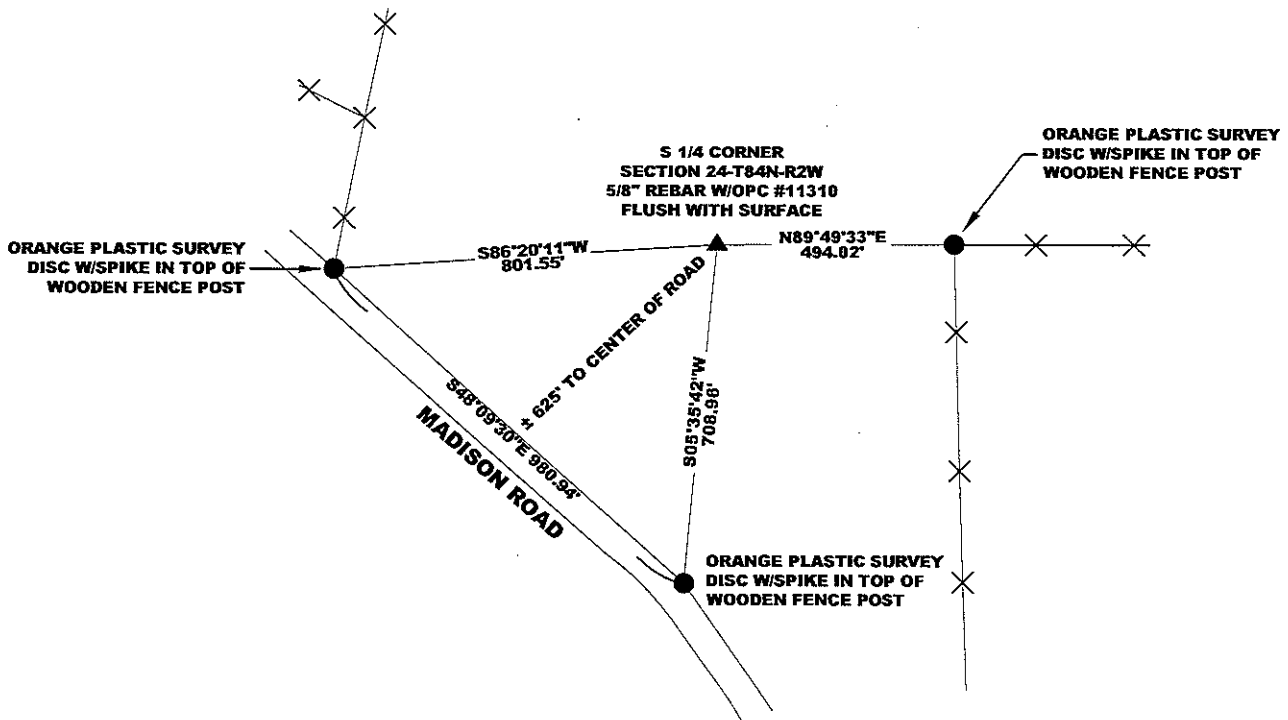 S 1/4 CORNER
SECTION 24-T84N-R2W
5/8" REBAR W/OPC #11310
FLUSH WITH SURFACE
ORANGE PLASTIC SURVEY
DISC W/SPIKE IN TOP OF
WOODEN FENCE POST
ORANGE PLASTIC SURVEY
DISC W/SPIKE IN TOP OF
WOODEN FENCE POST
S86°20'11"W
801.55'
N89°49'33"E
494.02'
± 625' TO CENTER OF ROAD
S05°35'42"W
708.96'
S48°09'30"E 980.94'
MADISON ROAD
ORANGE PLASTIC SURVEY
DISC W/SPIKE IN TOP OF
WOODEN FENCE POST